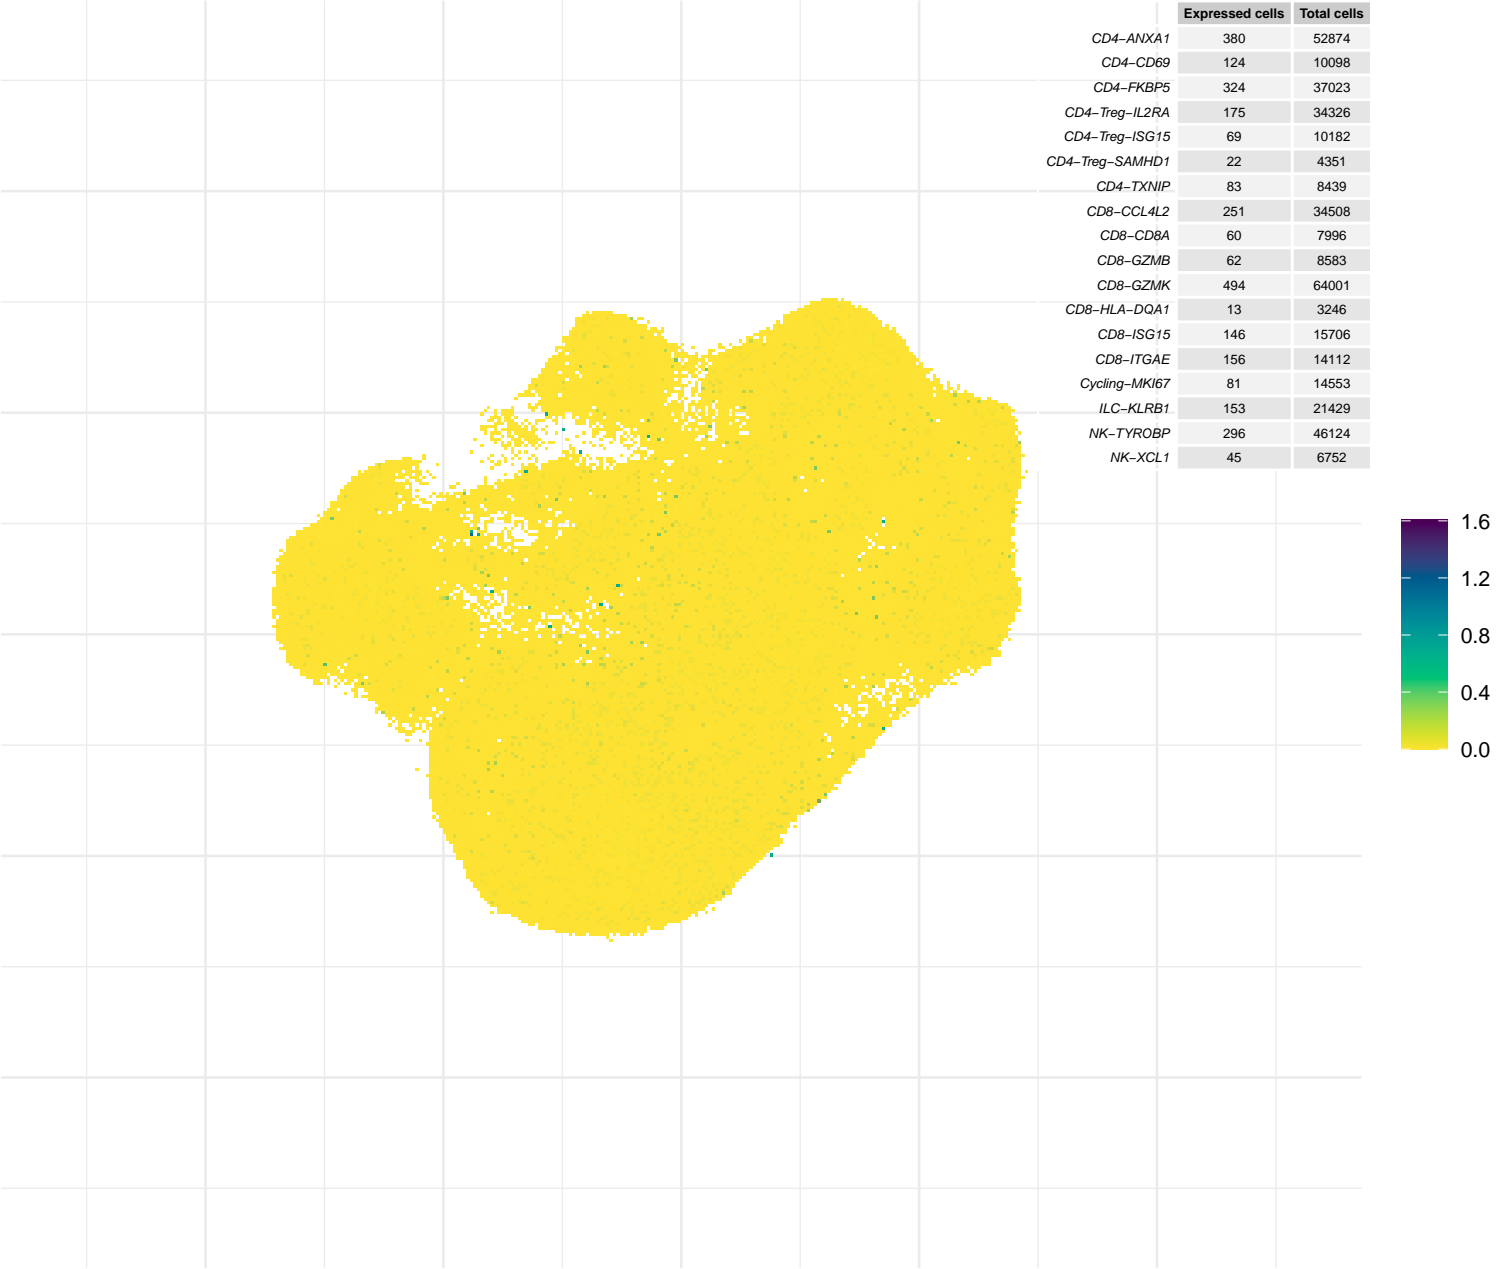 Expressed cells Total cells
CD4−ANXA1 380 52874
CD4−CD69 124 10098
CD4−FKBP5 324 37023
CD4−Treg−IL2RA 175 34326
CD4−Treg−ISG15 69 10182
CD4−Treg−SAMHD1 22 4351
CD4−TXNIP 83 8439
CD8−CCL4L2 251 34508
CD8−CD8A 60 7996
CD8−GZMB 62 8583
CD8−GZMK 494 64001
CD8−HLA−DQA1 13 3246
CD8−ISG15 146 15706
CD8−ITGAE 156 14112
Cycling−MKI67 81 14553
ILC−KLRB1 153 21429
NK−TYROBP 296 46124
NK−XCL1 45 6752
1.6
1.2
0.8
0.4
0.0